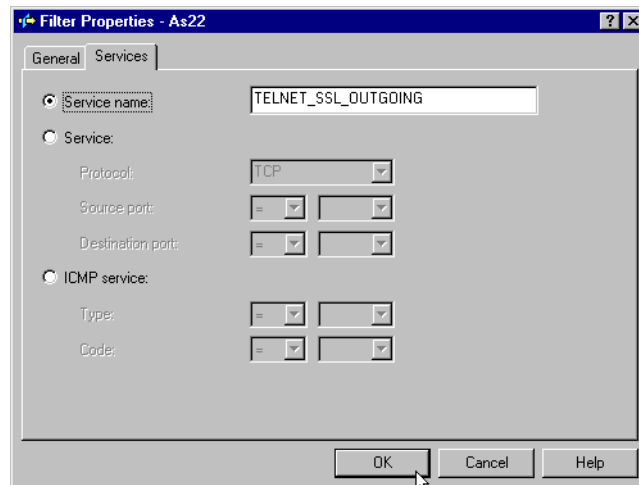 Filter Properties - As22
General Services
Service name: TELNET_SSL_OUTGOING
Service:
Protocol: TCP
Source port: =
Destination port: =
ICMP service:
Type: =
Code: =
OK Cancel Help